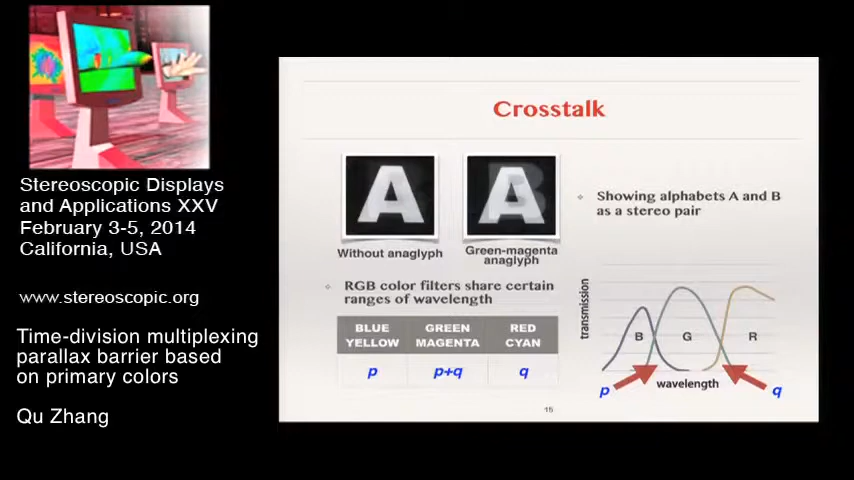 Stereoscopic Displays
and Applications XXV
February 3-5, 2014
California, USA
www.stereoscopic.org
Time-division multiplexing
parallax barrier based
on primary colors
Qu Zhang
Crosstalk
A
A B
Without anaglyph
Green-magenta
anaglyph
❖ Showing alphabets A and B
as a stereo pair
❖ RGB color filters share certain
ranges of wavelength
BLUE YELLOW GREEN MAGENTA RED CYAN
p p+q q
transmission
B G R
wavelength
p q
15